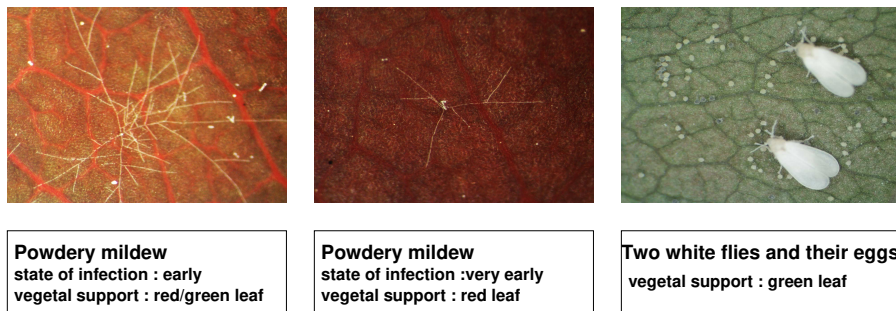 Powdery mildew
state of infection : early
vegetal support : red/green leaf
Powdery mildew
state of infection :very early
vegetal support : red leaf
Two white flies and their eggs
vegetal support : green leaf